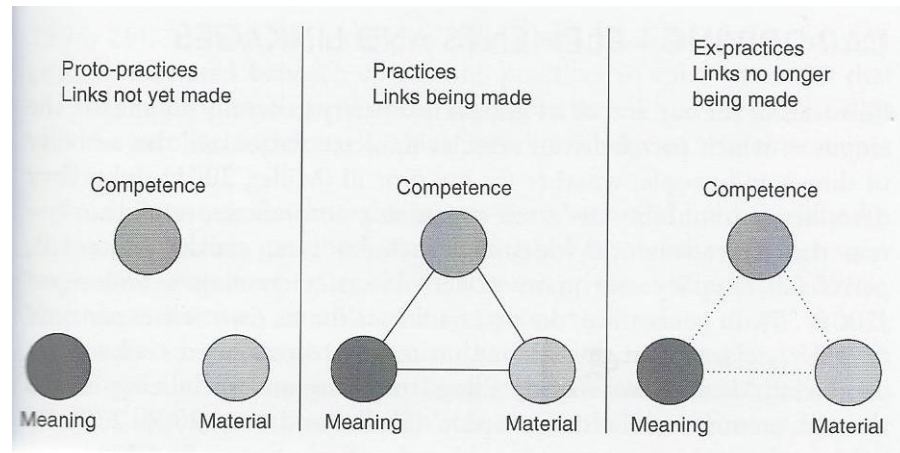 Proto-practices
Links not yet made
Competence
Meaning
Material
Practices
Links being made
Competence
Meaning
Material
Ex-practices
Links no longer
being made
Competence
Meaning
Material